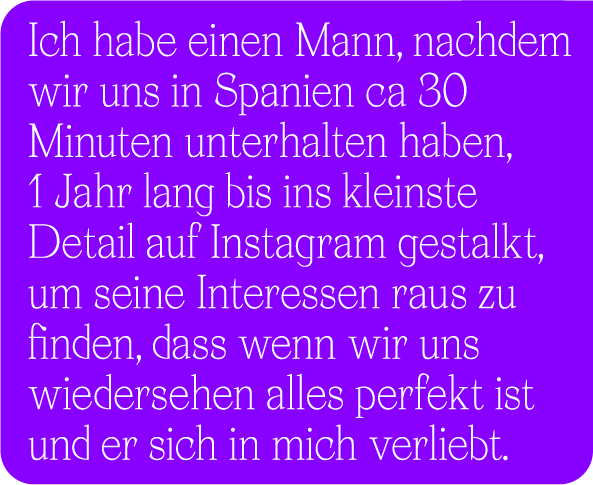 Ich habe einen Mann, nachdem
wir uns in Spanien ca 30
Minuten unterhalten haben,
1 Jahr lang bis ins kleinste
Detail auf Instagram gestalkt,
um seine Interessen raus zu
finden, dass wenn wir uns
wiedersehen alles perfekt ist
und er sich in mich verliebt.